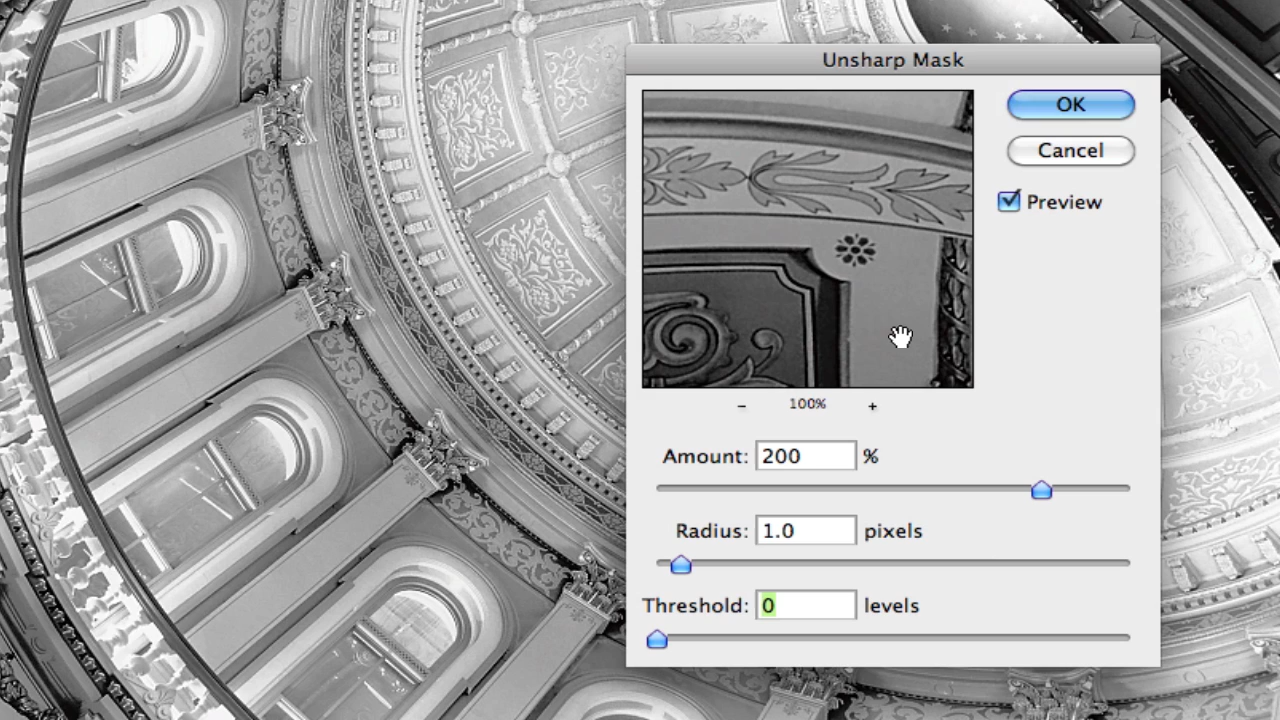 Unsharp Mask
OK
Cancel
Preview
− 100% +
Amount: 200 %
Radius: 1.0 pixels
Threshold: 0 levels